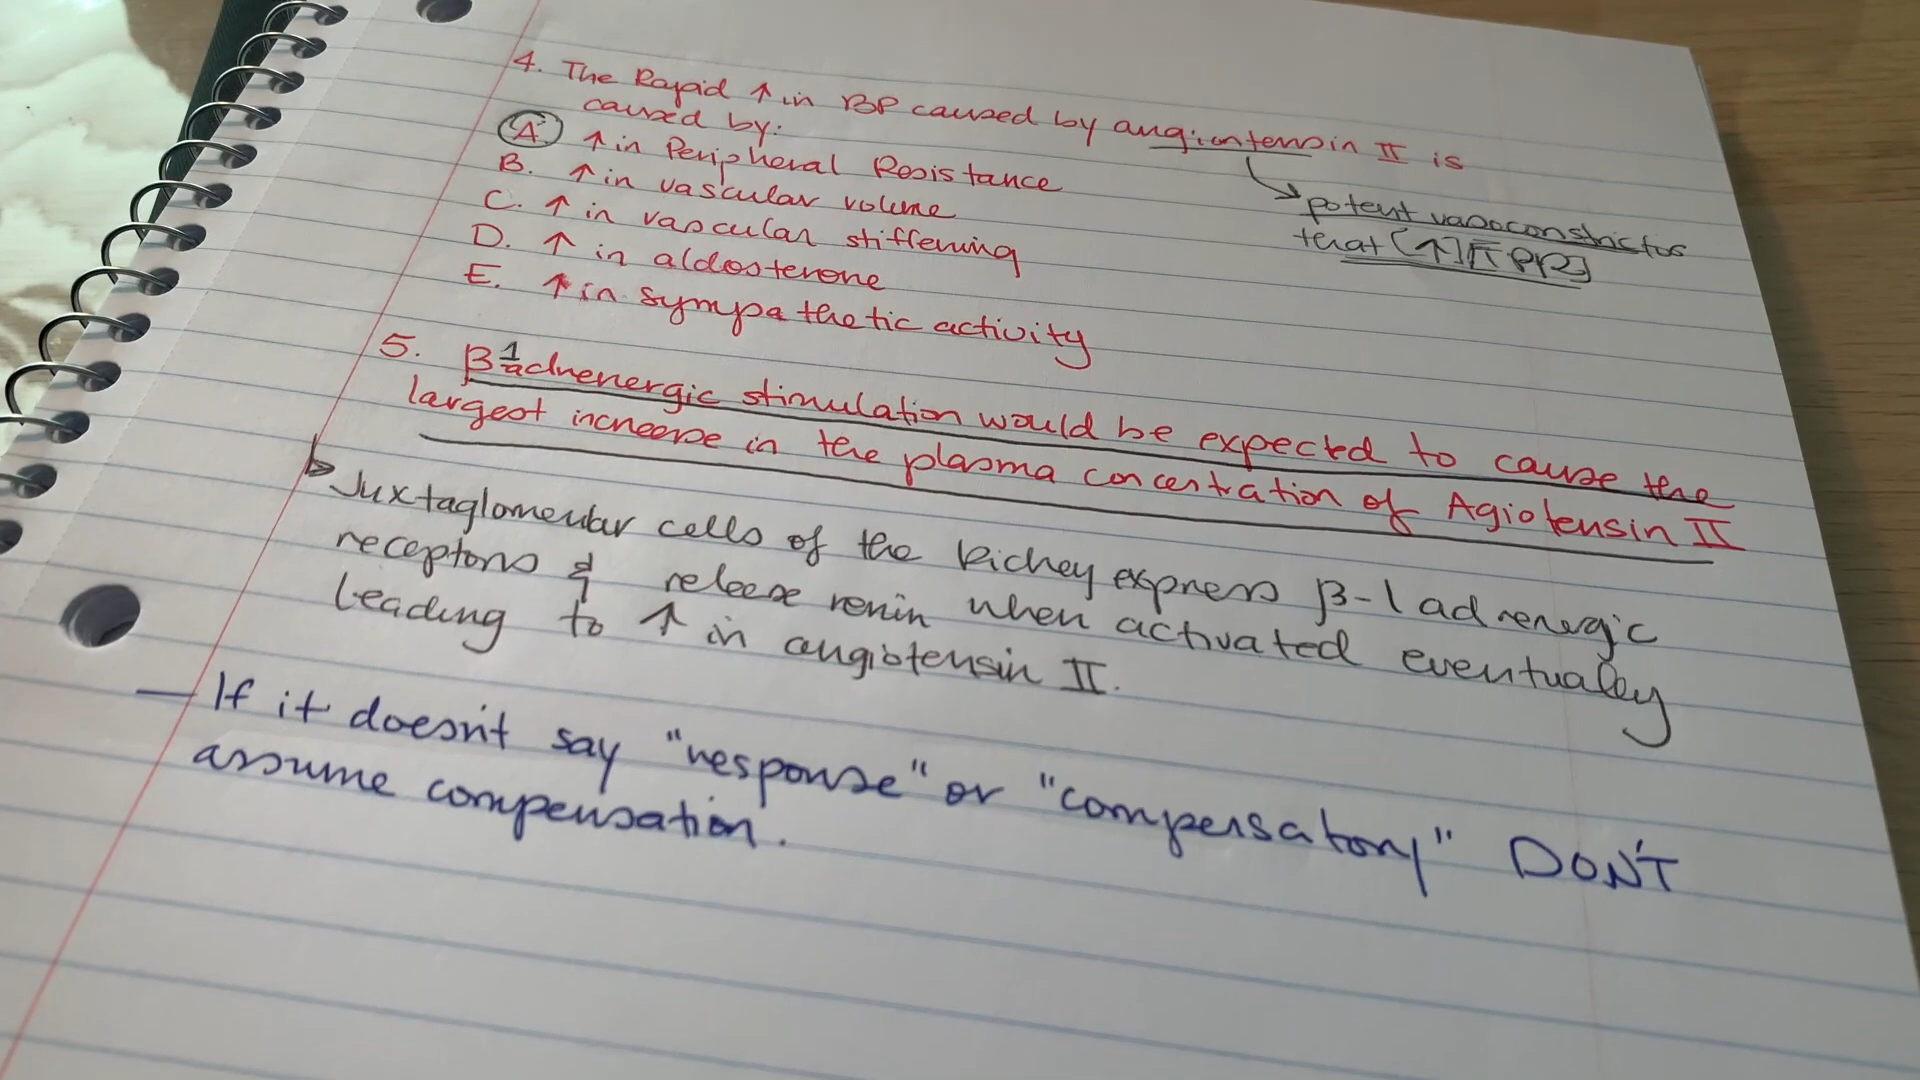 4. The Rapid ↑ in BP caused by angiontensin II is
caused by:
A. ↑ in Peripheral Resistance
B. ↑ in vascular volume
C. ↑ in vascular stiffening
D. ↑ in aldosterone
E. ↑ in sympathetic activity
→ potent vasoconstrictor
that [↑][TPR]
5. β1 adrenergic stimulation would be expected to cause the
largest increase in the plasma concentration of Agiotensin II
Juxtaglomerular cells of the kidney express β-1 adrenergic
receptors & release renin when activated eventually
leading to ↑ in angiotensin II.
— If it doesn't say "response" or "compensatory" DON'T
assume compensation.